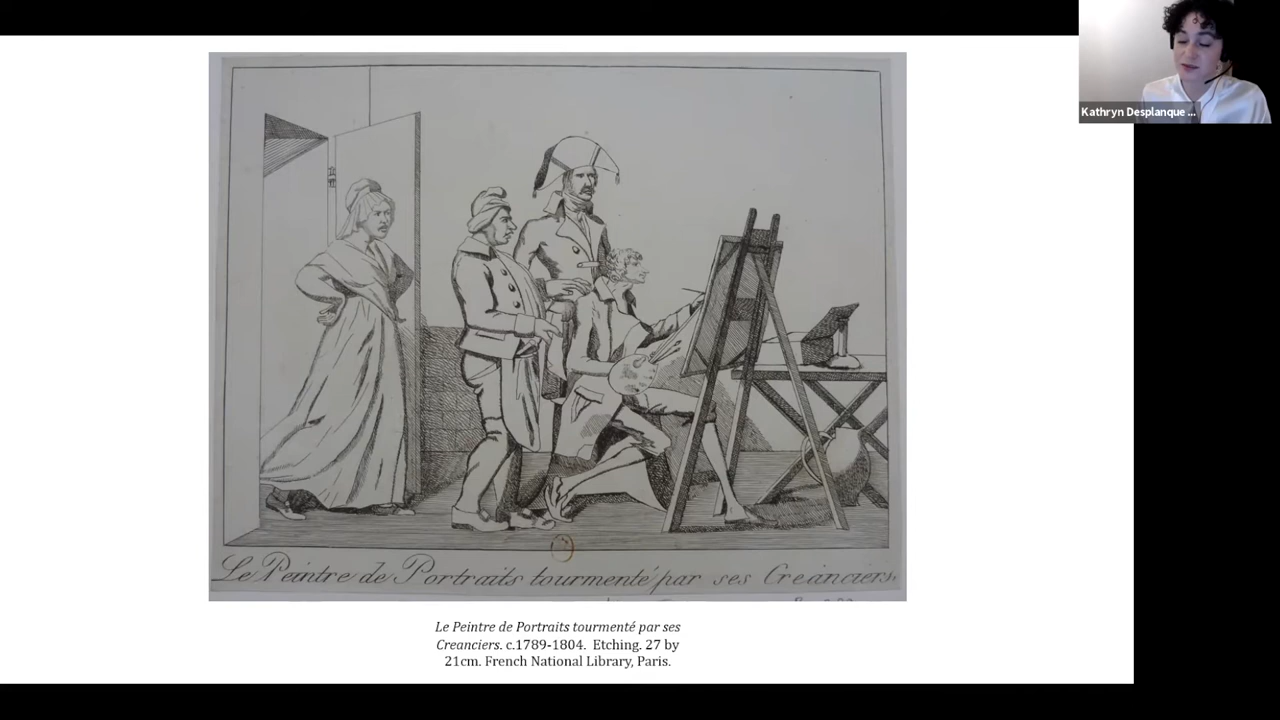 Kathryn Desplanque ...
Le Peintre de Portraits tourmenté par ses Creanciers.
Le Peintre de Portraits tourmenté par ses
Creanciers. c.1789-1804. Etching. 27 by
21cm. French National Library, Paris.